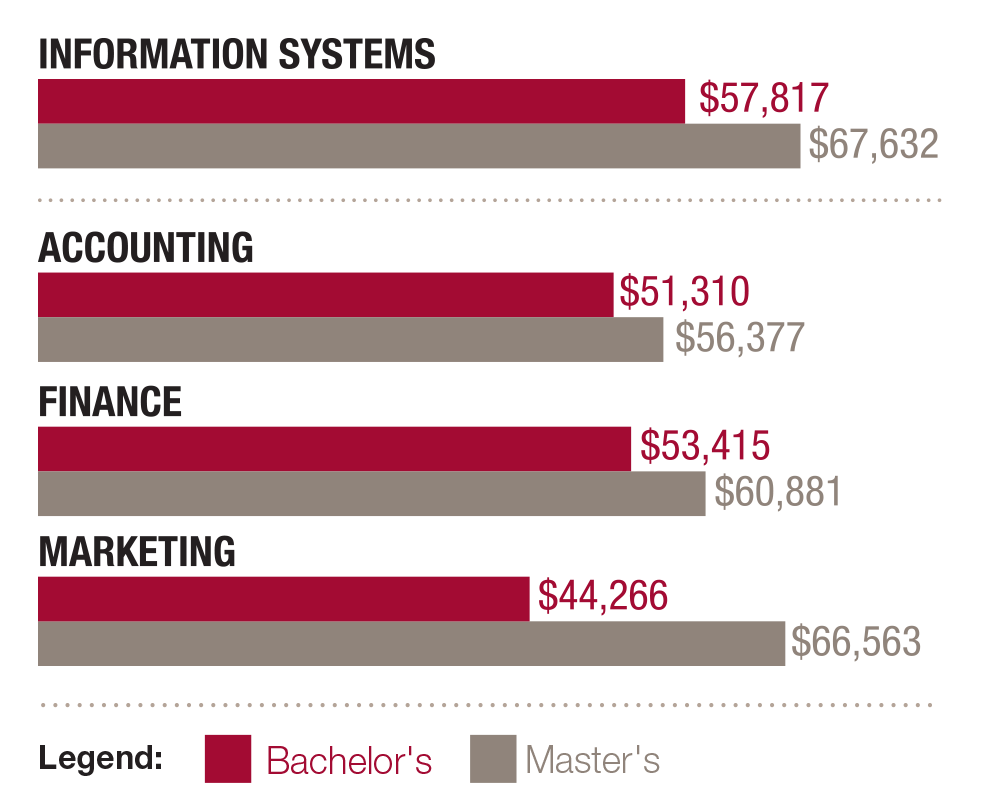 INFORMATION SYSTEMS
$57,817
$67,632
ACCOUNTING
$51,310
$56,377
FINANCE
$53,415
$60,881
MARKETING
$44,266
$66,563
Legend: Bachelor's Master's